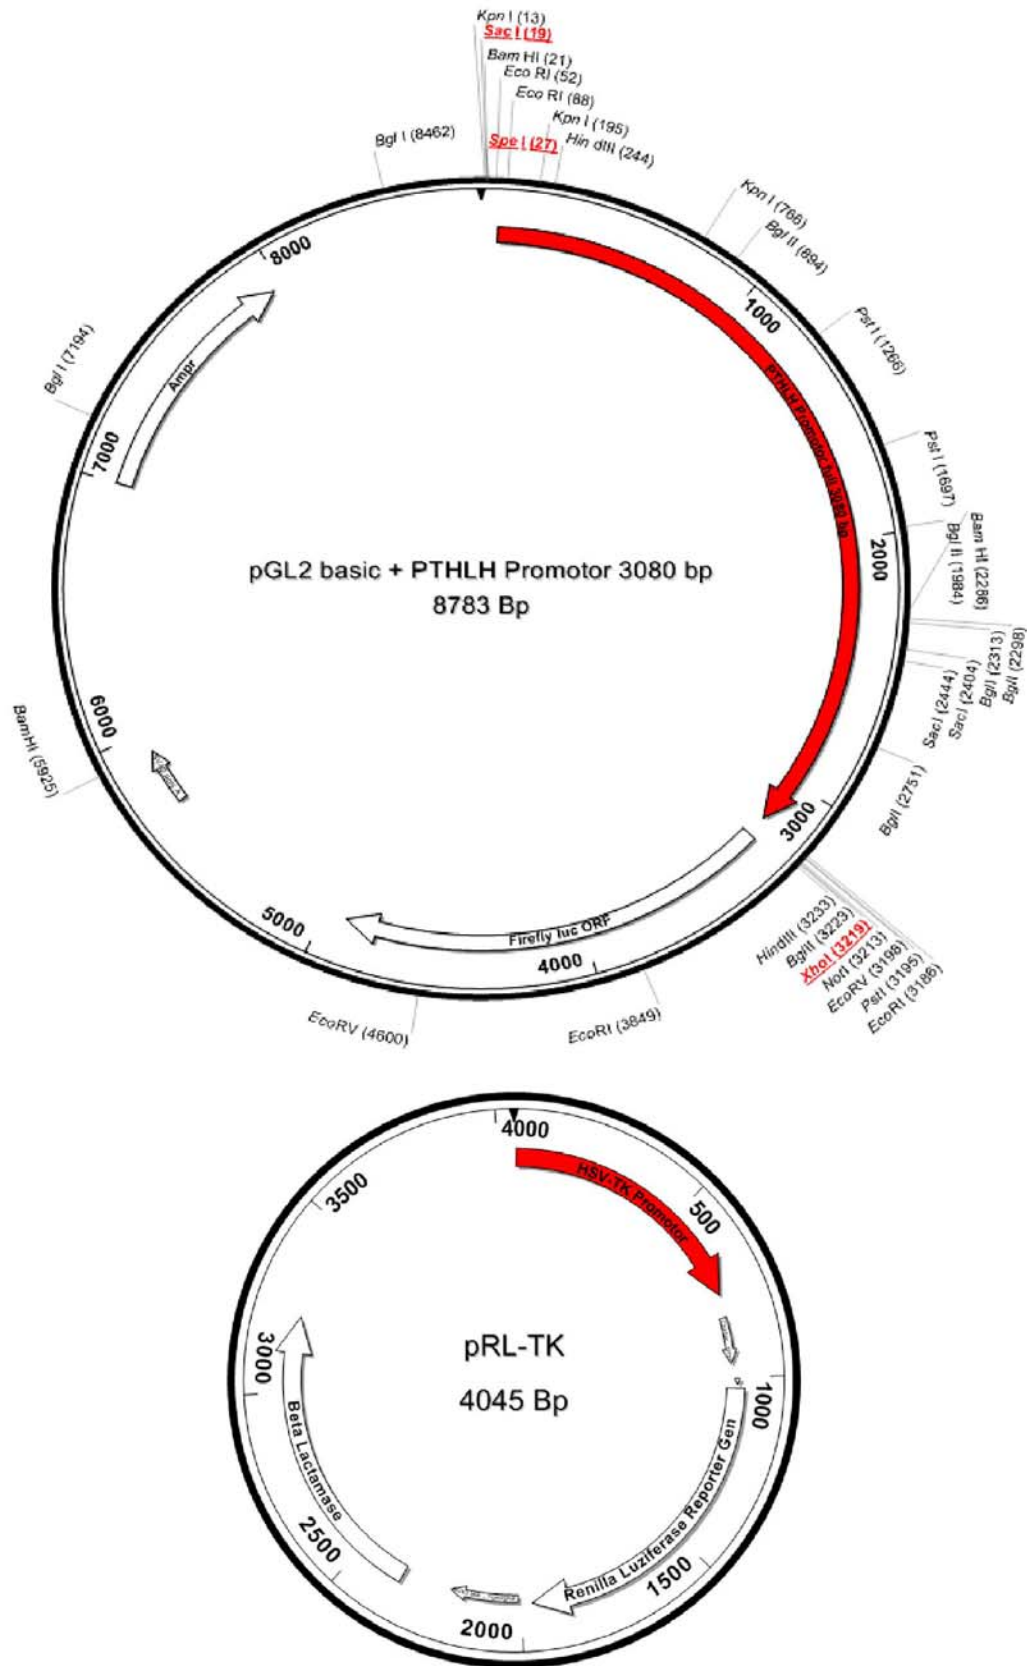 Kpn I (13)
Sac I (19)
Bam HI (21)
Eco RI (52)
Eco RI (88)
Kpn I (195)
Spe I (27)
Hin dIII (244)
Bgl I (8462)
Kpn I (766)
Bgl II (894)
Pst I (1266)
Pst I (1697)
Bam HI (2286)
Bgl II (1984)
BglI (2298)
BglI (2313)
SacI (2404)
SacI (2444)
BglI (2751)
HindIII (3233)
BglII (3223)
XhoI (3219)
NotI (3213)
EcoRV (3198)
PstI (3195)
EcoRI (3186)
EcoRI (3849)
EcoRV (4600)
BamHI (5925)
Bgl I (7194)
8000
1000
2000
3000
4000
5000
6000
7000
Ampr
PTHLH Promotor full 3080 bp
Firefly luc ORF
pGL2 basic + PTHLH Promotor 3080 bp
8783 Bp
4000
500
1000
1500
2000
2500
3000
3500
HSV-TK Promotor
Renilla Luziferase Reporter Gen
Beta Lactamase
pRL-TK
4045 Bp